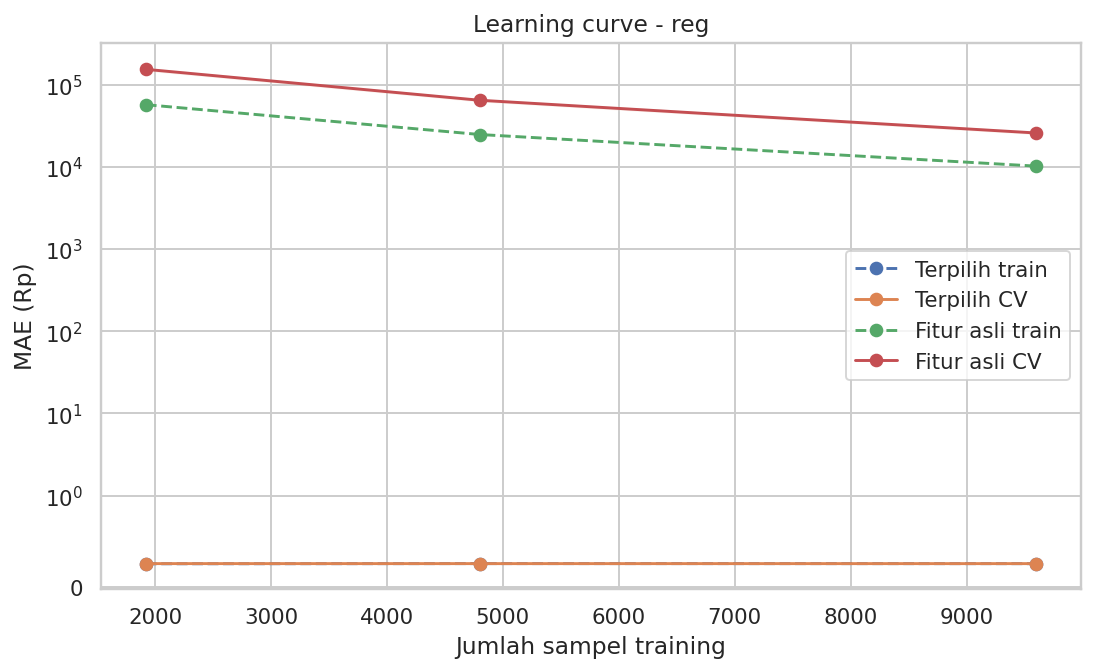 Learning curve - reg
MAE (Rp)
10^5
10^4
10^3
10^2
10^1
10^0
0
Terpilih train
Terpilih CV
Fitur asli train
Fitur asli CV
2000 3000 4000 5000 6000 7000 8000 9000
Jumlah sampel training